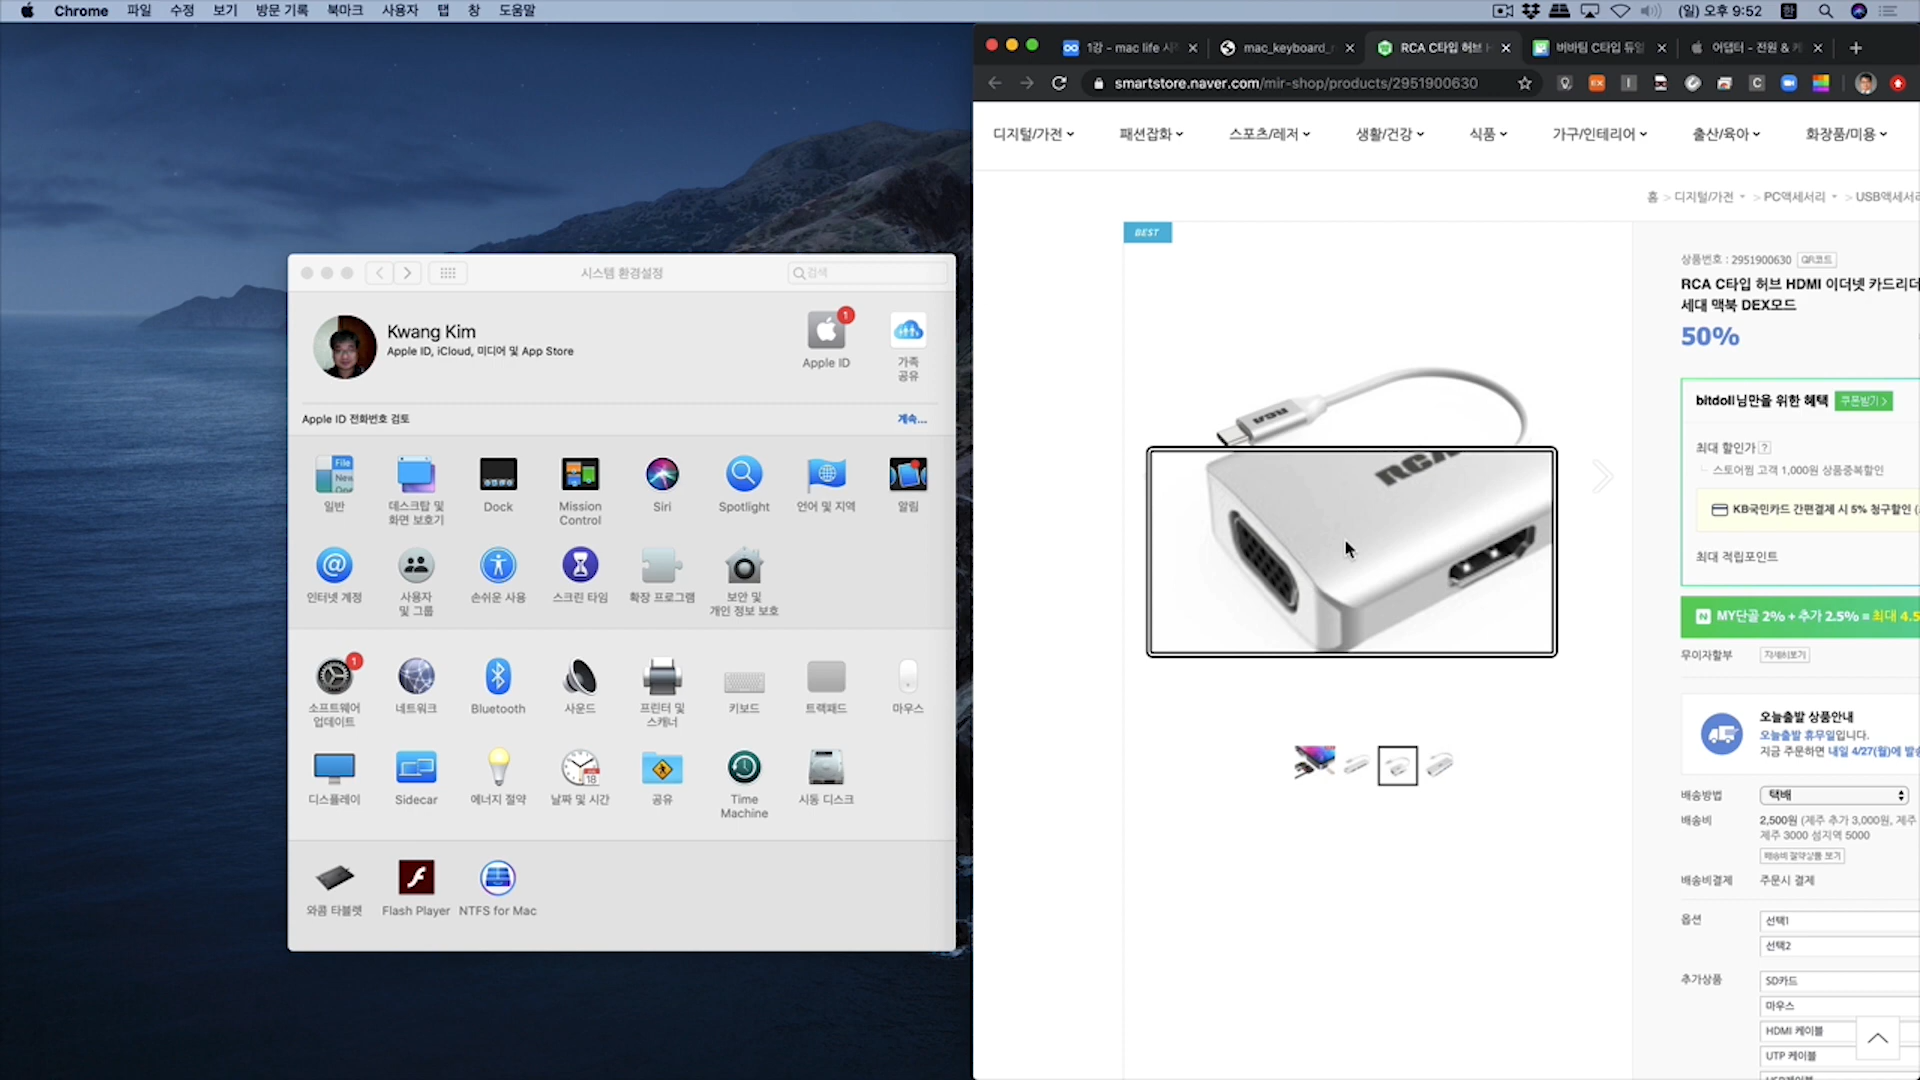 Chrome 파일 수정 보기 방문 기록 북마크 사용자 탭 창 도움말
(일) 오후 9:52 한
1강 - mac life 시
mac_keyboard_
RCA C타입 허브 H
버바팀 C타입 듀얼
어댑터 - 전원 & 케
smartstore.naver.com/mir-shop/products/2951900630
디지털/가전 패션잡화 스포츠/레저 생활/건강 식품 가구/인테리어 출산/육아 화장품/미용
홈 > 디지털/가전 > PC액세서리 > USB액세서리
BEST
RCA
RCA
상품번호 : 2951900630 QR코드
RCA C타입 허브 HDMI 이더넷 카드리더
세대 맥북 DEX모드
50%
bitdoll님만을 위한 혜택 쿠폰받기 >
최대 할인가 ?
스토어찜 고객 1,000원 상품중복할인
KB국민카드 간편결제 시 5% 청구할인 (
최대 적립포인트
N MY단골 2% + 추가 2.5% = 최대 4.5
무이자할부 자세히보기
오늘출발 상품안내
오늘출발 휴무일입니다.
지금 주문하면 내일 4/27(월)에 발송
배송방법 택배
배송비 2,500원 (제주 추가 3,000원, 제주
제주 3000 섬지역 5000
배송비 절약상품 보기
배송비결제 주문시 결제
옵션 선택1
선택2
추가상품 SD카드
마우스
HDMI 케이블
UTP 케이블
시스템 환경설정
검색
Kwang Kim
Apple ID, iCloud, 미디어 및 App Store
1
Apple ID
가족
공유
Apple ID 전화번호 검토 계속...
File
New
일반
데스크탑 및
화면 보호기
Dock
Mission
Control
Siri
Spotlight
언어 및 지역
알림
@
인터넷 계정
사용자
및 그룹
손쉬운 사용
스크린 타임
확장 프로그램
보안 및
개인 정보 보호
1
소프트웨어
업데이트
네트워크
Bluetooth
사운드
프린터 및
스캐너
키보드
트랙패드
마우스
디스플레이
Sidecar
에너지 절약
18
날짜 및 시간
공유
Time
Machine
시동 디스크
와콤 타블렛
Flash Player
NTFS for Mac